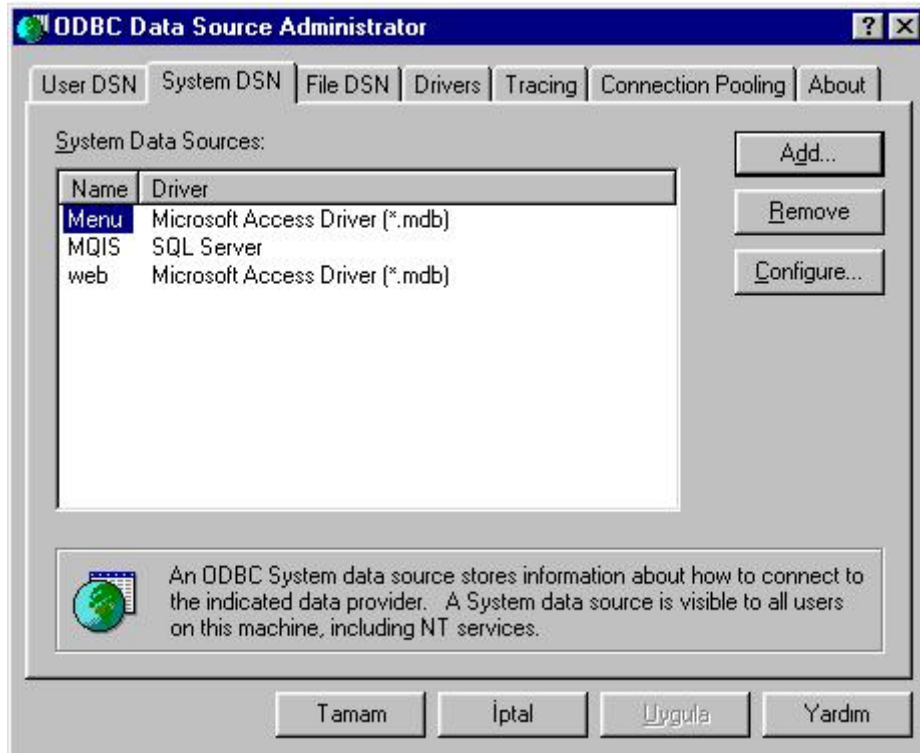 ODBC Data Source Administrator
User DSN System DSN File DSN Drivers Tracing Connection Pooling About
System Data Sources:
Add...
Name Driver
Menu Microsoft Access Driver (*.mdb)
Remove
MQIS SQL Server
web Microsoft Access Driver (*.mdb)
Configure...
An ODBC System data source stores information about how to connect to
the indicated data provider. A System data source is visible to all users
on this machine, including NT services.
Tamam İptal Uygula Yardım